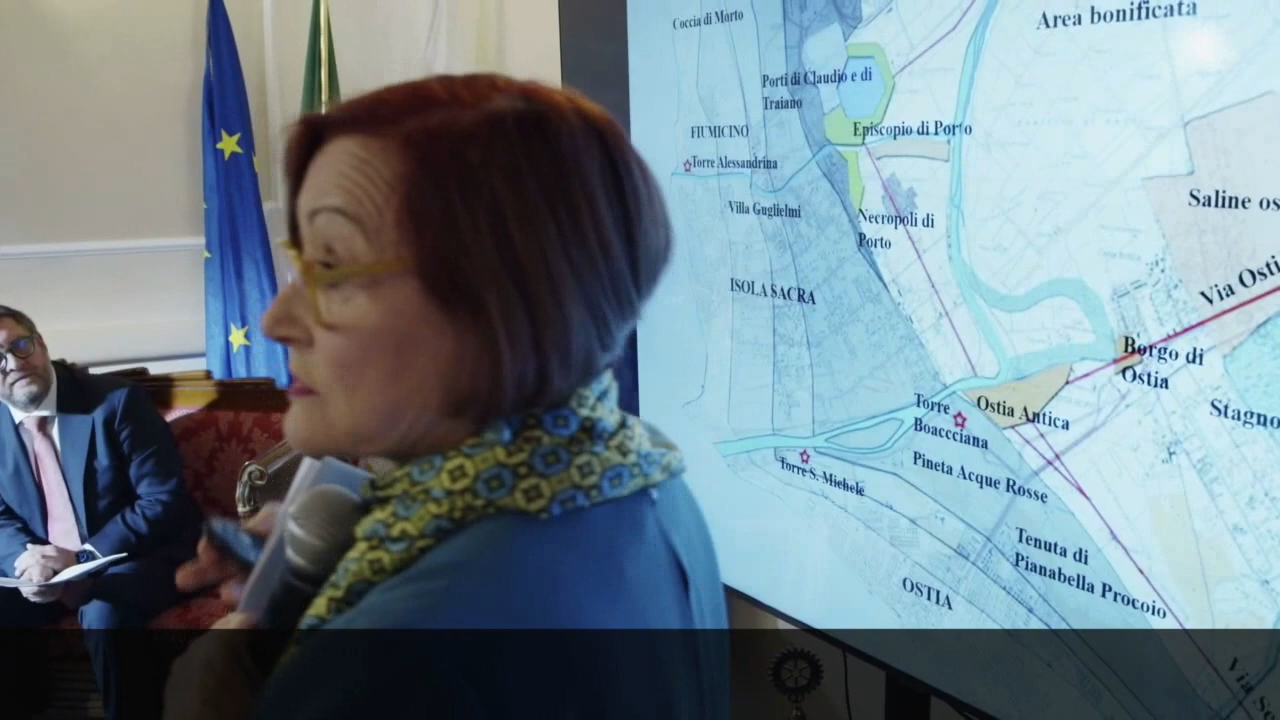 Coccia di Morto
Area bonificata
Porti di Claudio e di
Traiano
FIUMICINO
Episcopio di Porto
Torre Alessandrina
Villa Guglielmi
Necropoli di
Porto
Saline os
ISOLA SACRA
Via Osti
Borgo di
Ostia
Torre
Boaccciana
Ostia Antica
Stagno
Torre S. Michele
Pineta Acque Rosse
Tenuta di
Pianabella Procoio
OSTIA